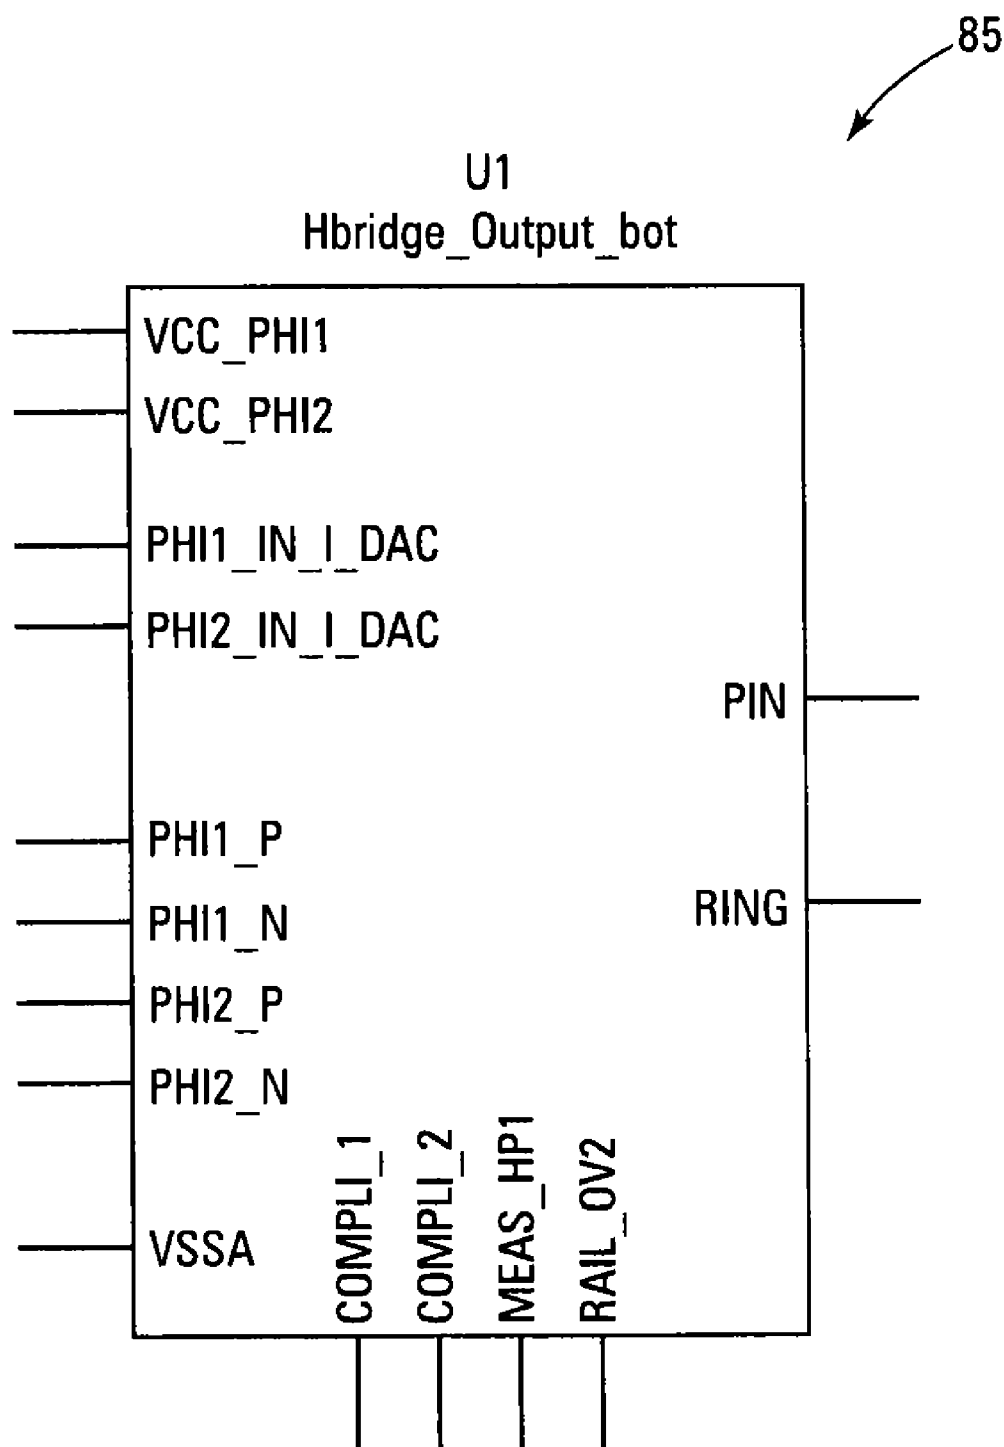 85
U1
Hbridge_Output_bot
VCC_PHI1
VCC_PHI2
PHI1_IN_I_DAC
PHI2_IN_I_DAC
PIN
PHI1_P
RING
PHI1_N
PHI2_P
PHI2_N
VSSA
COMPLI_1
COMPLI_2
MEAS_HP1
RAIL_OV2